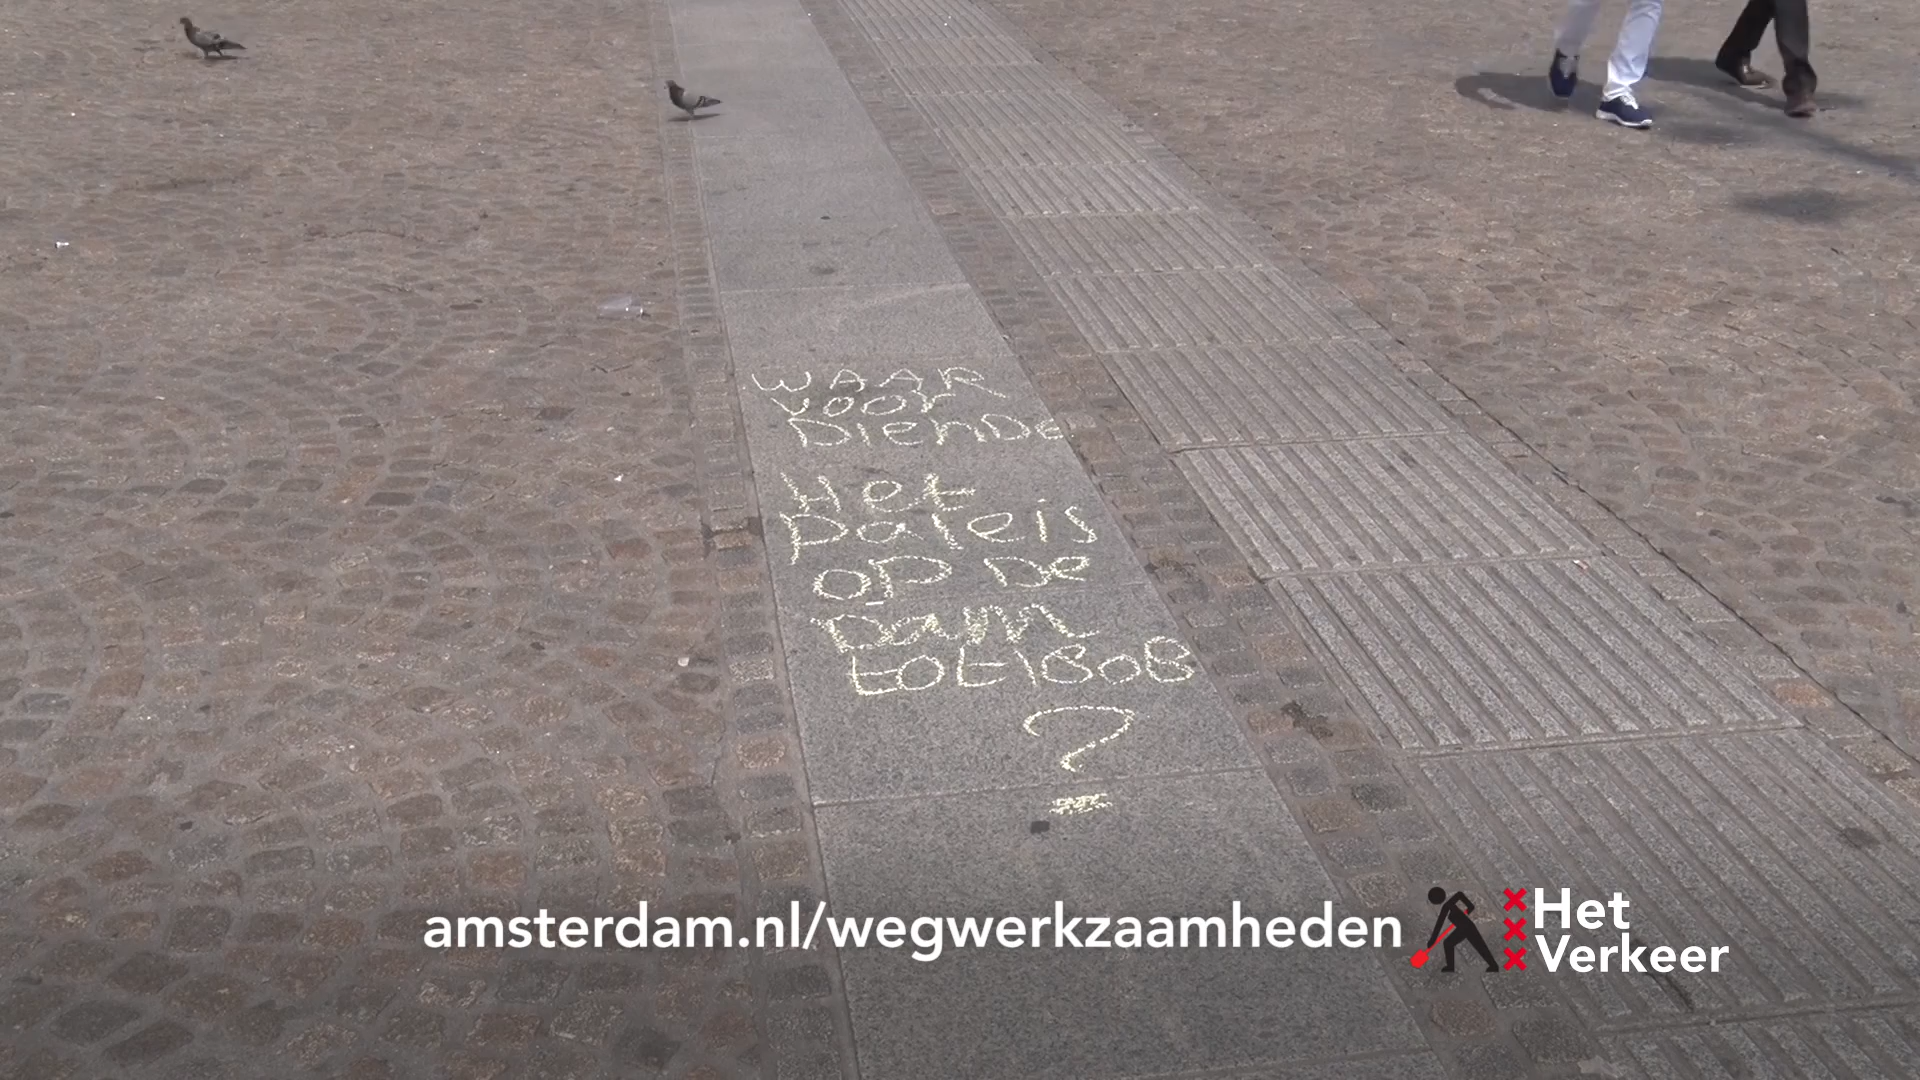 WAAR
VOOR
DienDe
Het
paleis
op De
Dam
tot 1808
?
amsterdam.nl/wegwerkzaamheden
Het
Verkeer